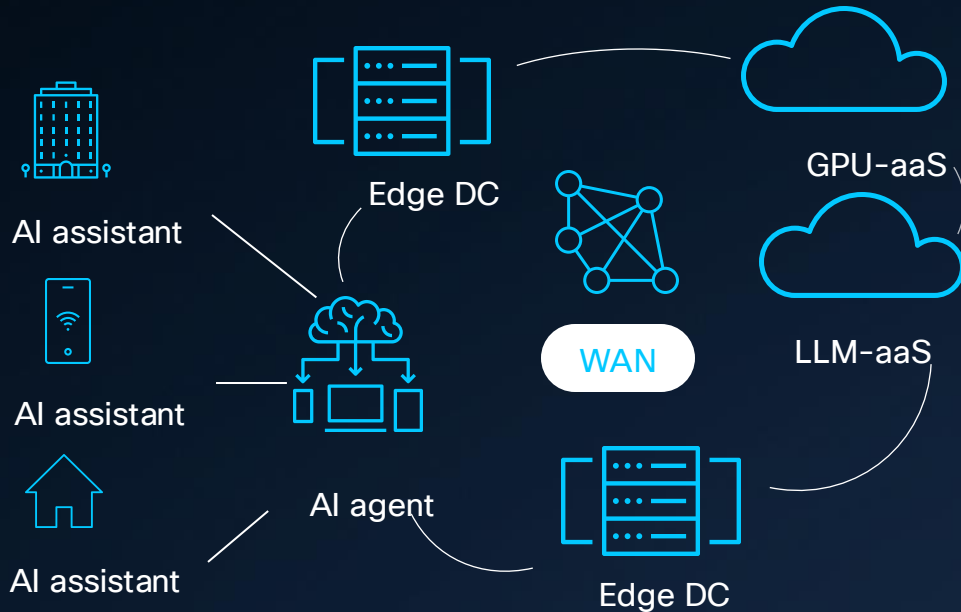 GPU-aaS
Edge DC
AI assistant
WAN
LLM-aaS
AI assistant
AI agent
AI assistant
Edge DC